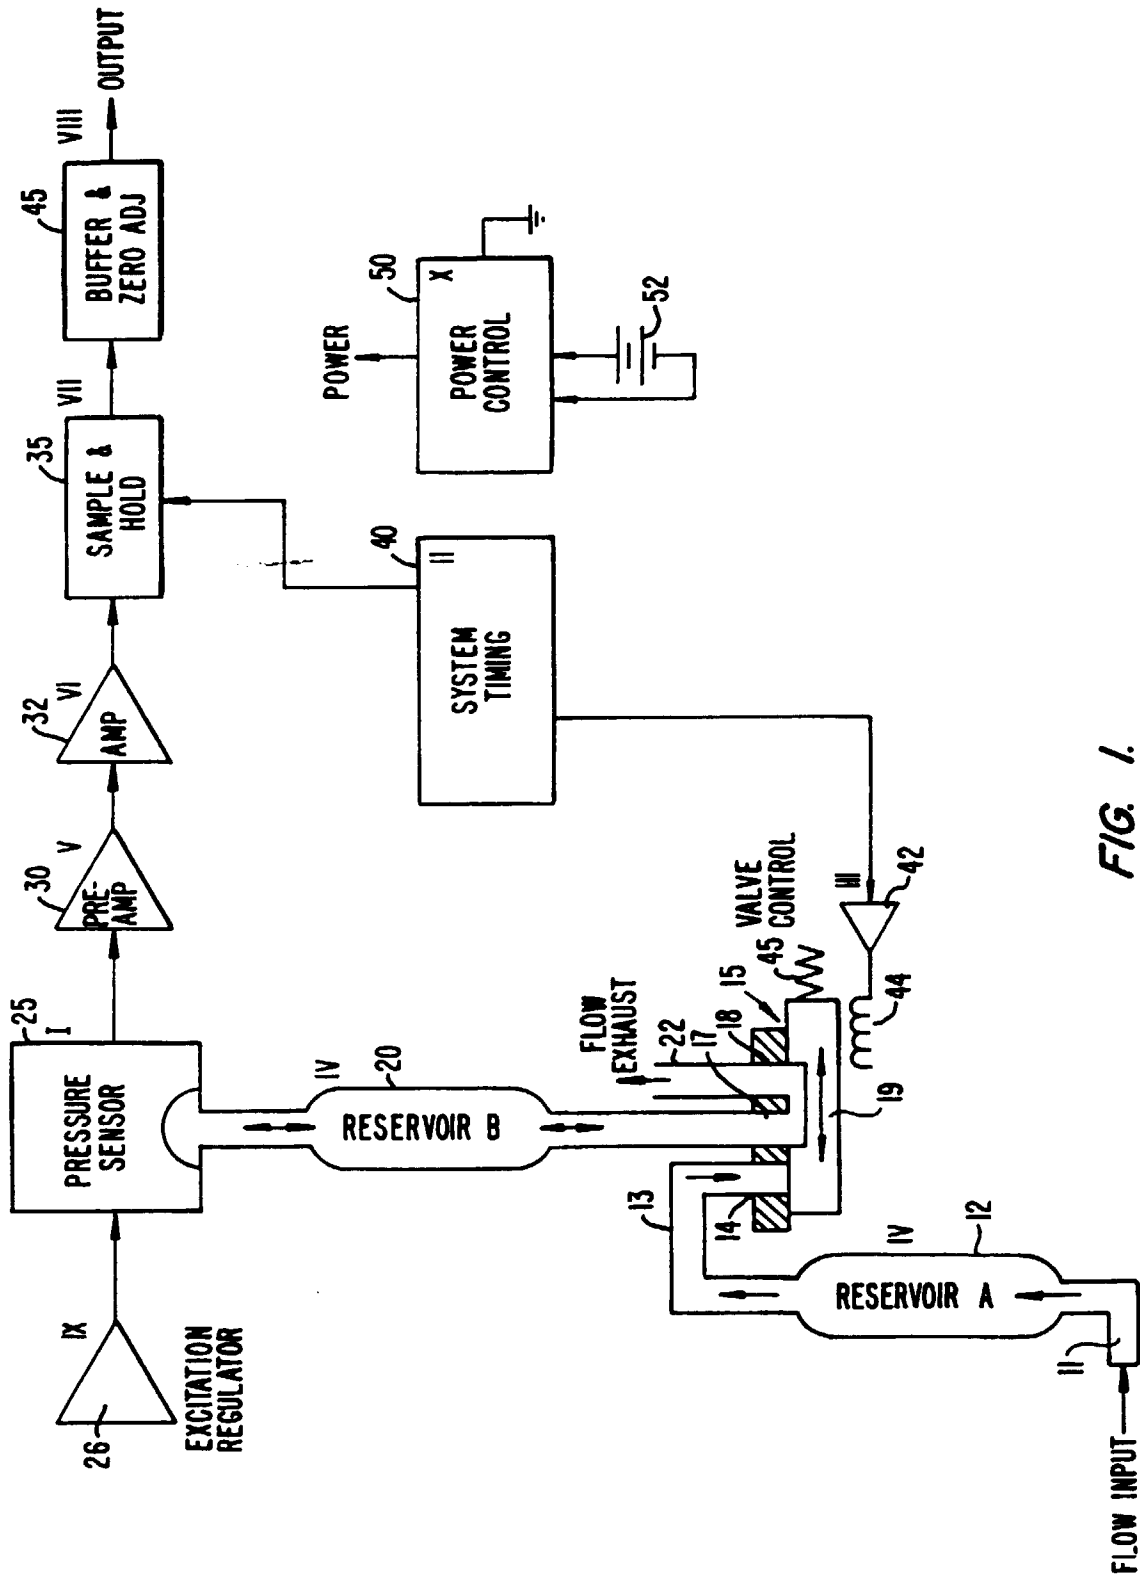 26
IX
EXCITATION
REGULATOR
25
I
PRESSURE
SENSOR
30
V
PRE-
AMP
32
VI
AMP
35
VII
SAMPLE &
HOLD
45
VIII
BUFFER &
ZERO ADJ
OUTPUT
IV
20
RESERVOIR B
40
II
SYSTEM
TIMING
POWER
50
X
POWER
CONTROL
52
FLOW
EXHAUST
22
17
18
15
VALVE
CONTROL
45
13
14
19
44
III
42
IV
12
RESERVOIR A
11
FLOW INPUT
FIG. 1.